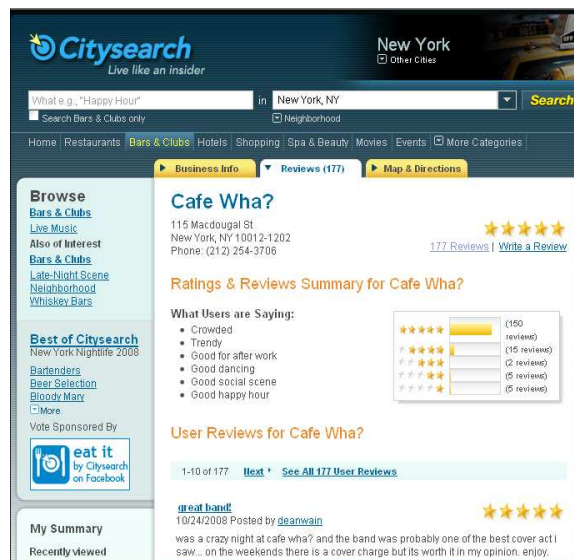 Citysearch
Live like an insider
New York
Other Cities
What e.g., "Happy Hour"
in
New York, NY
Search
Search Bars & Clubs only
Neighborhood
Home Restaurants Bars & Clubs Hotels Shopping Spa & Beauty Movies Events More Categories
Business Info
Reviews (177)
Map & Directions
Browse
Bars & Clubs
Live Music
Also of Interest
Bars & Clubs
Late-Night Scene
Neighborhood
Whiskey Bars
Best of Citysearch
New York Nightlife 2008
Bartenders
Beer Selection
Bloody Mary
More
Vote Sponsored By
eat it
by Citysearch
on Facebook
My Summary
Recently viewed
Cafe Wha?
115 Macdougal St
New York, NY 10012-1202
Phone: (212) 254-3706
177 Reviews | Write a Review
Ratings & Reviews Summary for Cafe Wha?
What Users are Saying:
Crowded
Trendy
Good for after work
Good dancing
Good social scene
Good happy hour
(150
reviews)
(15 reviews)
(2 reviews)
(5 reviews)
(5 reviews)
User Reviews for Cafe Wha?
1-10 of 177 Next See All 177 User Reviews
great band!
10/24/2008 Posted by deanwain
was a crazy night at cafe wha? and the band was probably one of the best cover act i
saw... on the weekends there is a cover charge but its worth it in my opinion. enjoy.